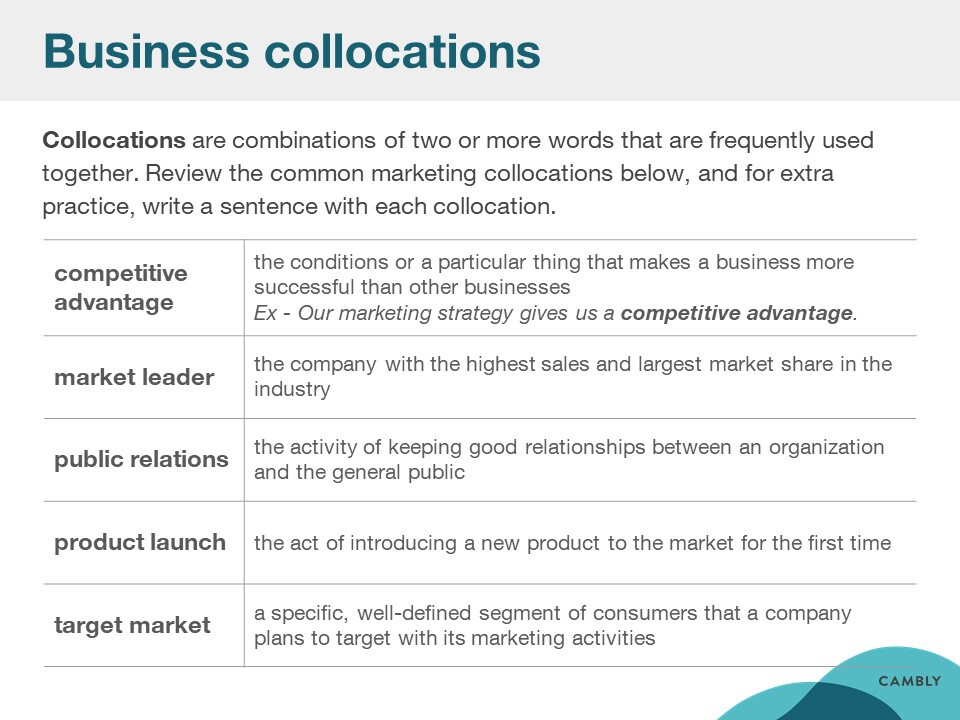 Business collocations
Collocations are combinations of two or more words that are frequently used
together. Review the common marketing collocations below, and for extra
practice, write a sentence with each collocation.
competitive
advantage
the conditions or a particular thing that makes a business more
successful than other businesses
Ex - Our marketing strategy gives us a competitive advantage.
market leader
the company with the highest sales and largest market share in the
industry
public relations
the activity of keeping good relationships between an organization
and the general public
product launch
the act of introducing a new product to the market for the first time
target market
a specific, well-defined segment of consumers that a company
plans to target with its marketing activities
CAMBLY